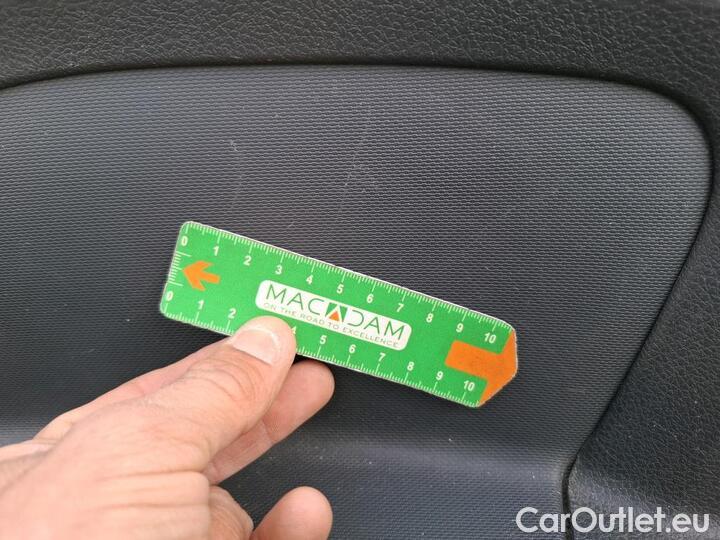 0 1 2 3 4 5 6 7 8 9 10
MACADAM
ON THE ROAD TO EXCELLENCE
0 1 2 4 5 6 7 8 9 10
CarOutlet.eu